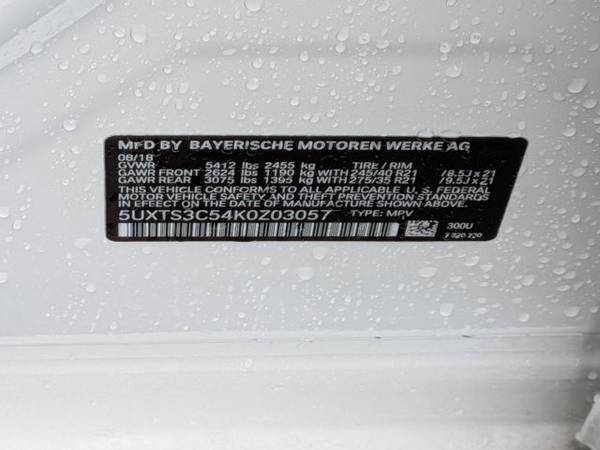 MFD BY BAYERISCHE MOTOREN WERKE AG
08/18
GVWR 5412 lbs 2455 kg TIRE / RIM
GAWR FRONT 2624 lbs 1190 kg WITH 245/40 R21 /8.5J x 21
GAWR REAR 3075 lbs 1395 kg WITH 275/35 R21 /9.5J x 21
THIS VEHICLE CONFORMS TO ALL APPLICABLE U. S. FEDERAL
MOTOR VEHICLE SAFETY AND THEFT PREVENTION STANDARDS
IN EFFECT ON THE DATE OF MANUFACTURE SHOWN ABOVE.
5UXTS3C54K0Z03057 TYPE: MPV
300U
7 320 720